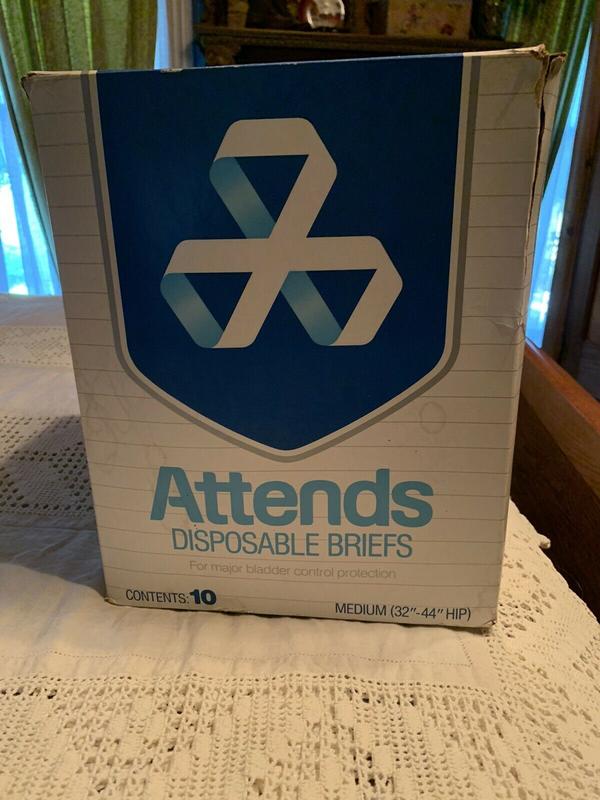 Attends
DISPOSABLE BRIEFS
For major bladder control protection
CONTENTS: 10
MEDIUM (32"-44" HIP)